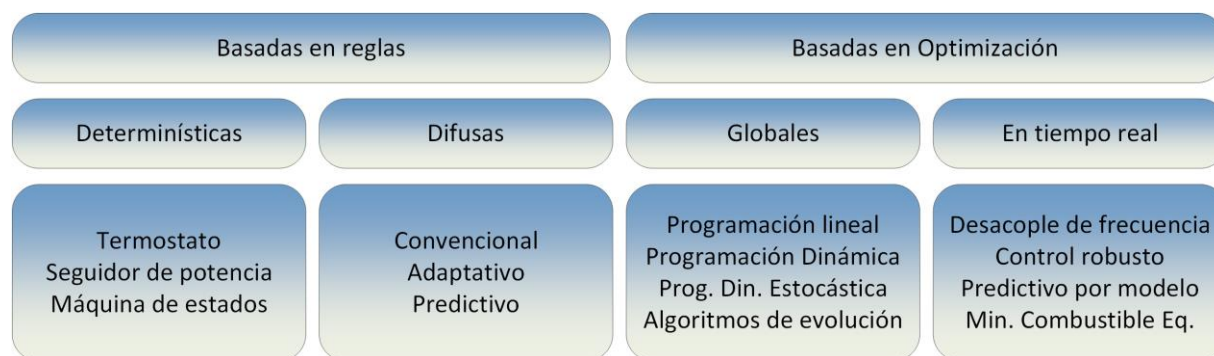 Basadas en reglas
Basadas en Optimización
Determinísticas
Difusas
Globales
En tiempo real
Termostato
Seguidor de potencia
Máquina de estados
Convencional
Adaptativo
Predictivo
Programación lineal
Programación Dinámica
Prog. Din. Estocástica
Algoritmos de evolución
Desacople de frecuencia
Control robusto
Predictivo por modelo
Min. Combustible Eq.